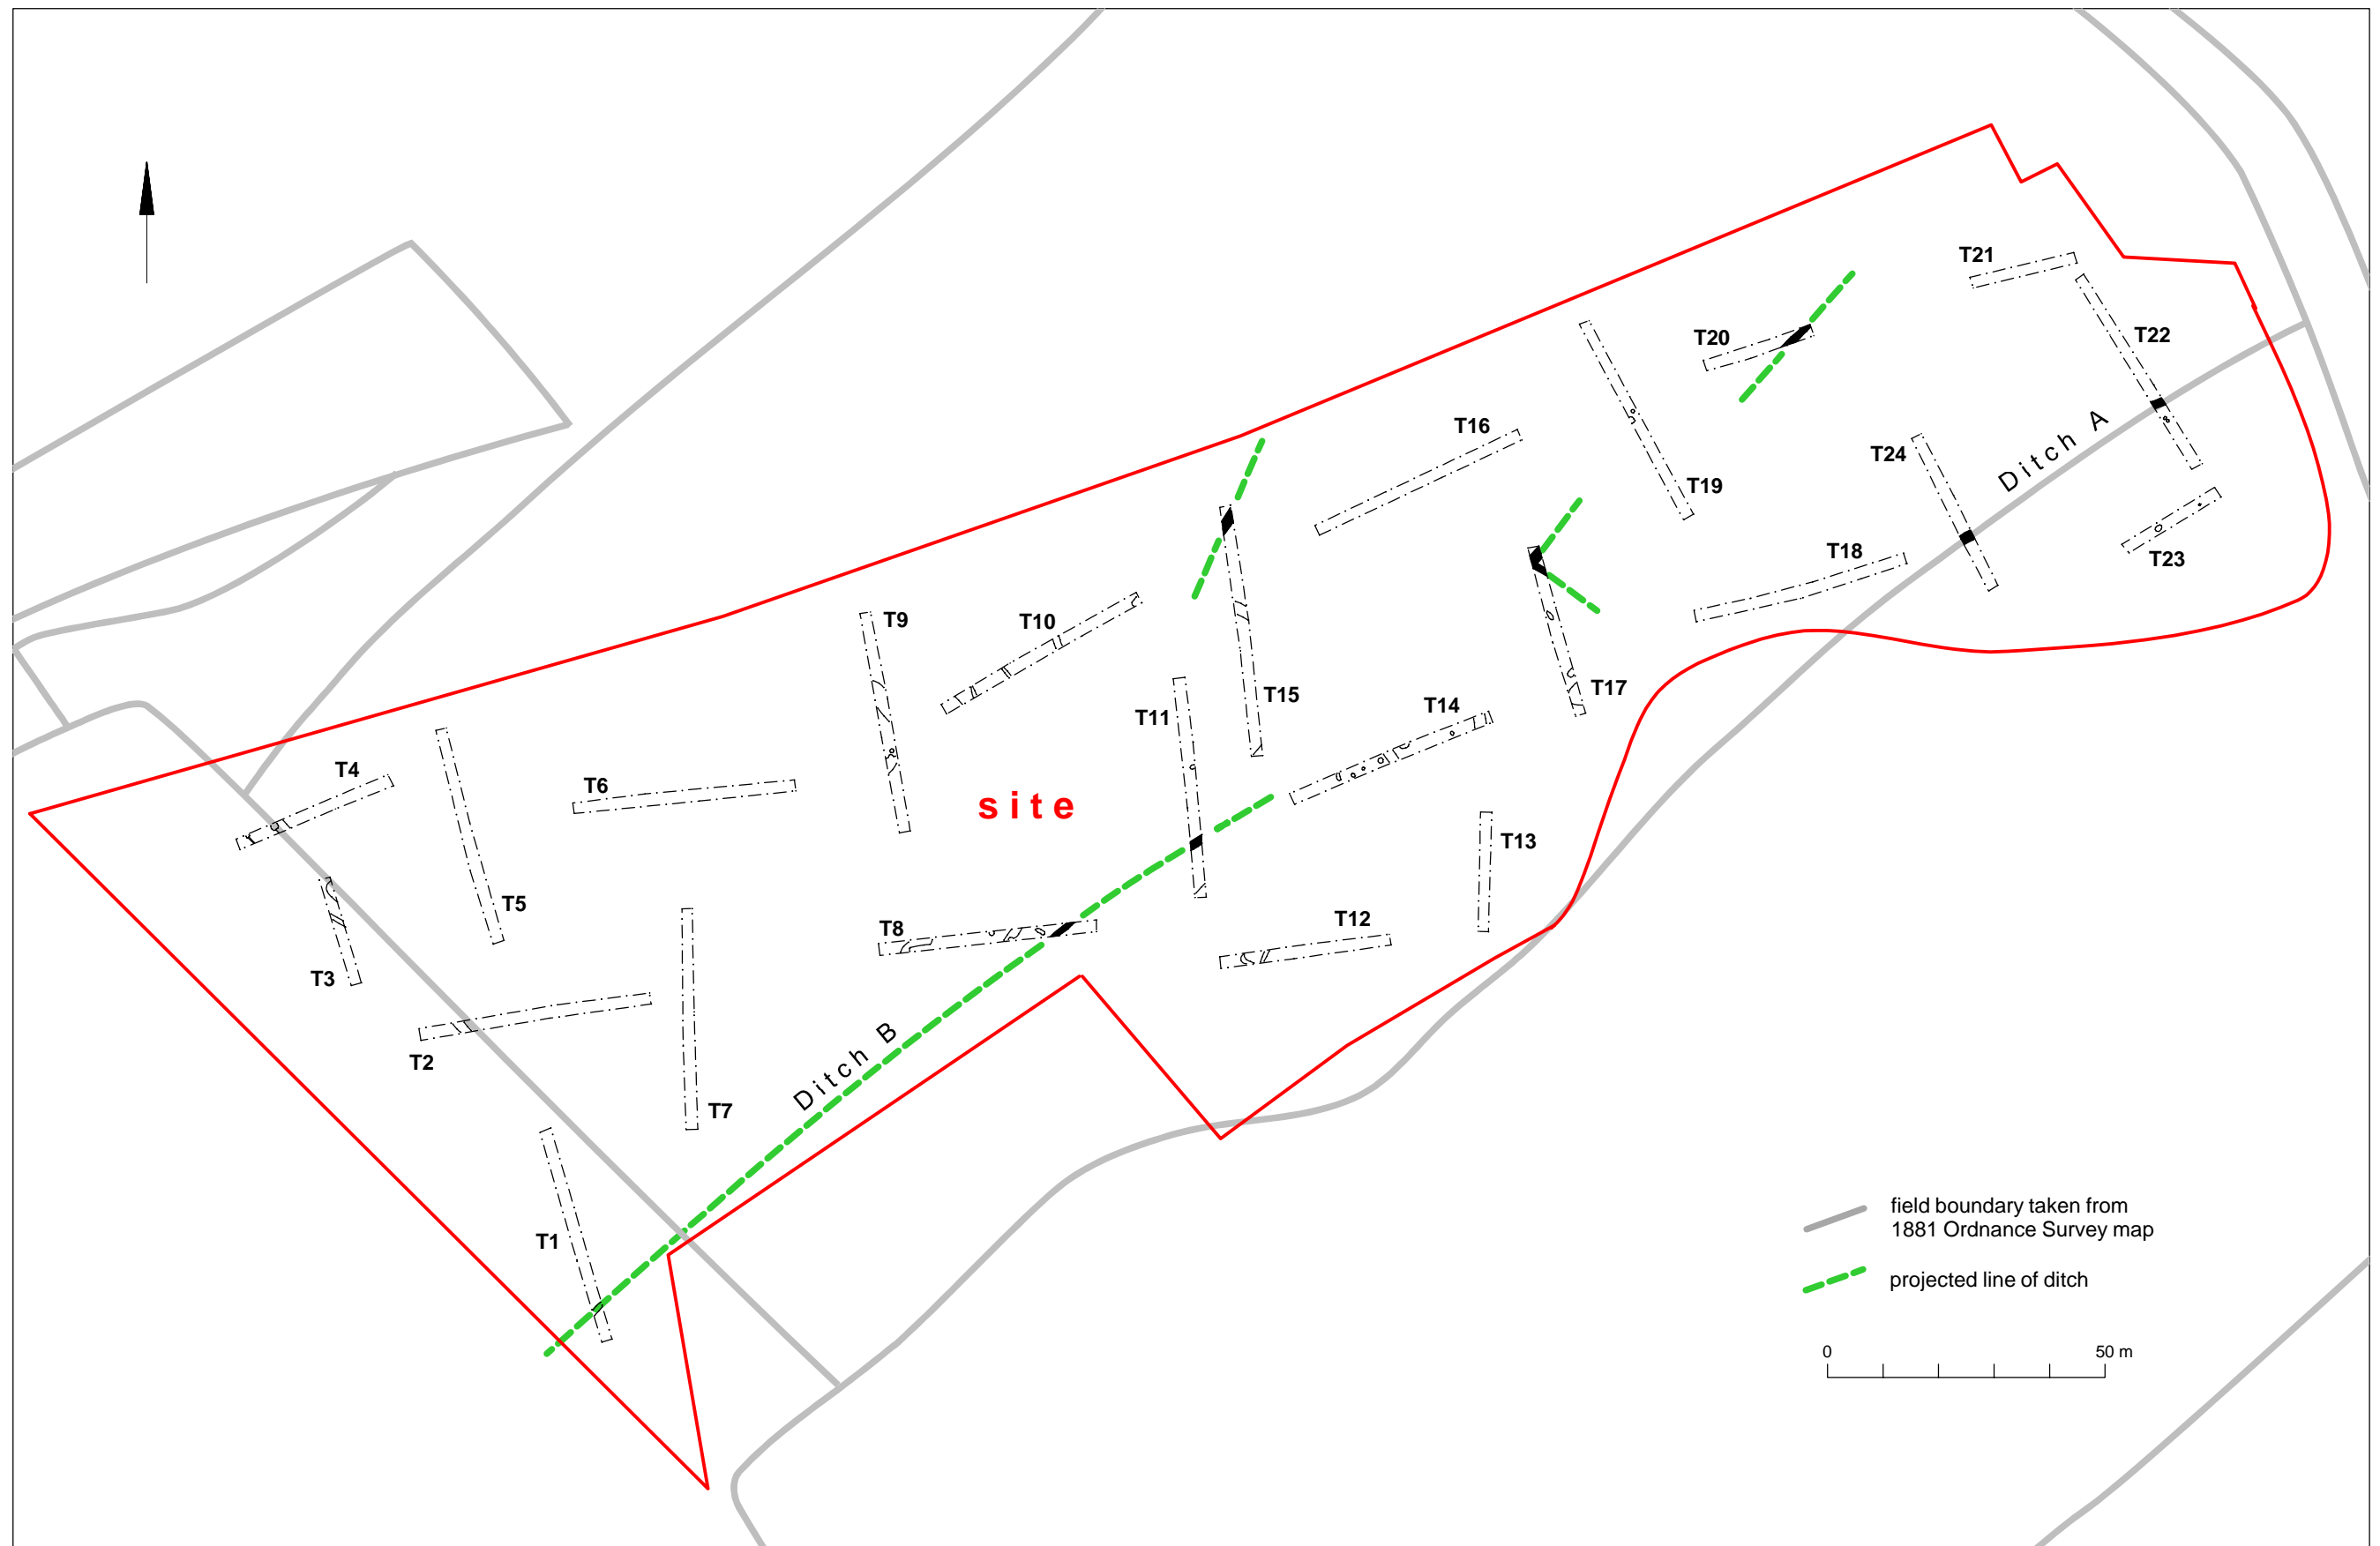 T21
T22
T20
T16
T24
Ditch A
T19
T18
T23
T9
T10
T17
T15
T11
T14
T4
T6
site
T13
T5
T8
T12
T3
Ditch B
T2
T7
T1
field boundary taken from
1881 Ordnance Survey map
projected line of ditch
0 50 m